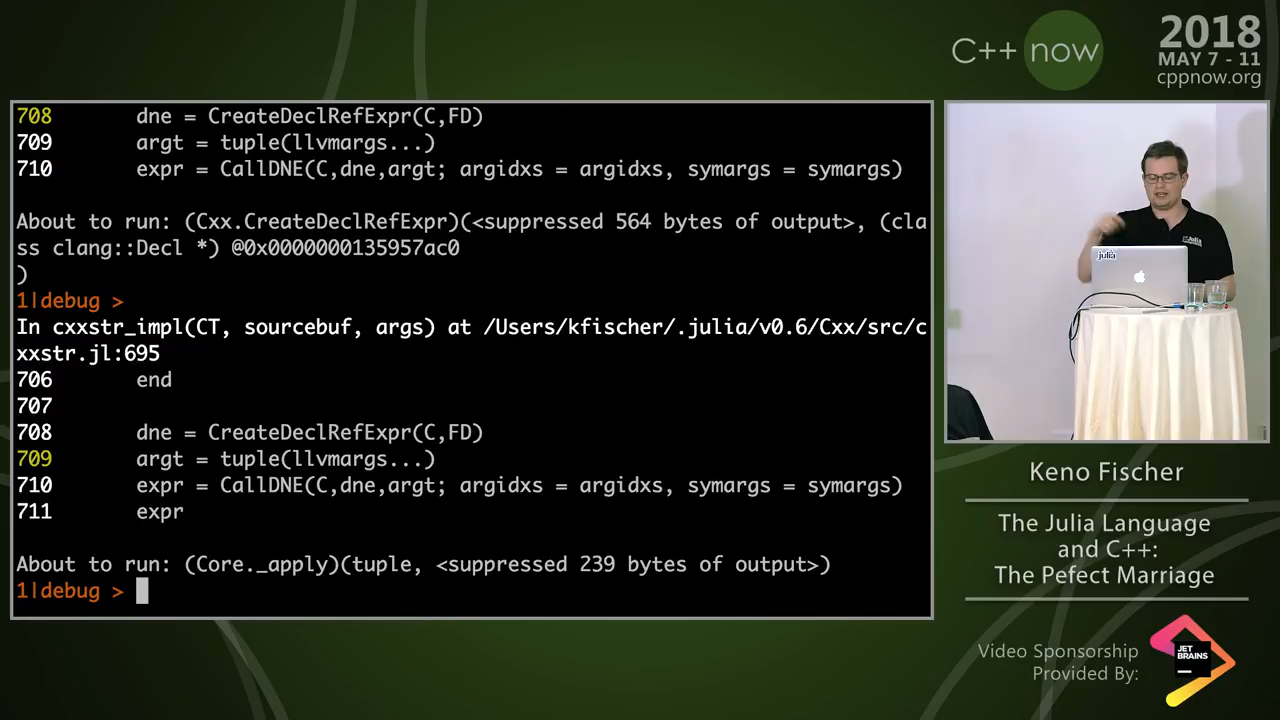 C++ now
2018
MAY 7 - 11
cppnow.org
708       dne = CreateDeclRefExpr(C,FD)
709       argt = tuple(llvmargs...)
710       expr = CallDNE(C,dne,argt; argidxs = argidxs, symargs = symargs)
About to run: (Cxx.CreateDeclRefExpr)(<suppressed 564 bytes of output>, (cla
ss clang::Decl *) @0x0000000135957ac0
)
1|debug >
In cxxstr_impl(CT, sourcebuf, args) at /Users/kfischer/.julia/v0.6/Cxx/src/c
xxstr.jl:695
706       end
707
708       dne = CreateDeclRefExpr(C,FD)
709       argt = tuple(llvmargs...)
710       expr = CallDNE(C,dne,argt; argidxs = argidxs, symargs = symargs)
711       expr
About to run: (Core._apply)(tuple, <suppressed 239 bytes of output>)
1|debug >
julia
Keno Fischer
The Julia Language
and C++:
The Pefect Marriage
Video Sponsorship
Provided By:
JET
BRAINS